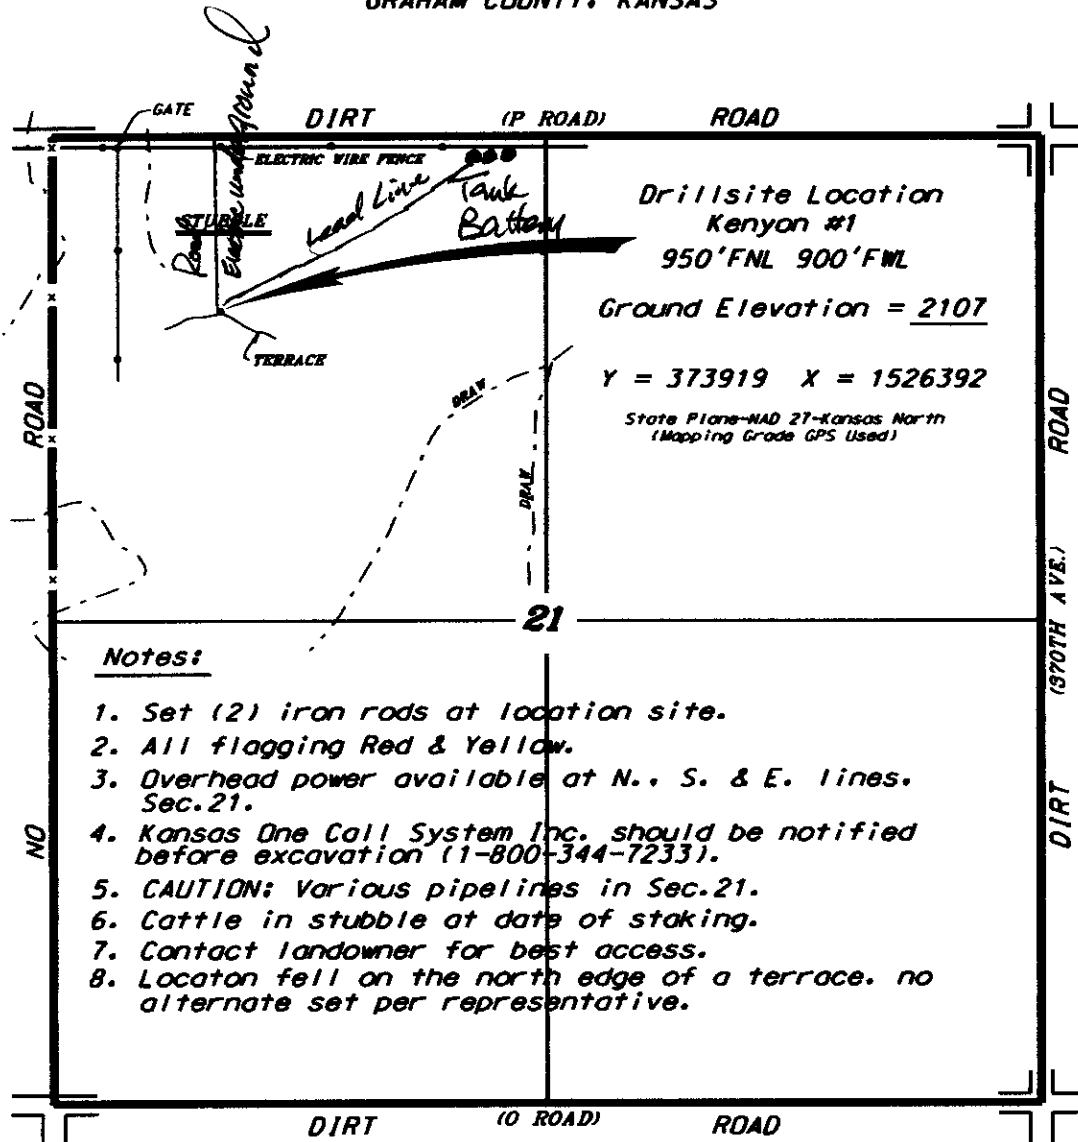 GRAHAM COUNTY, KANSAS
GATE
DIRT (P ROAD) ROAD
ELECTRIC WIRE FENCE
Road
Electric underground
STUBBLE
Lead Line
Tank
Battery
Drillsite Location
Kenyon #1
950'FNL 900'FWL
Ground Elevation = 2107
Y = 373919 X = 1526392
State Plane-NAD 27-Kansas North
(Mapping Grade GPS Used)
TERRACE
DRAW
DRAW
NO ROAD
DIRT (370TH AVE.) ROAD
21
Notes:
1. Set (2) iron rods at location site.
2. All flagging Red & Yellow.
3. Overhead power available at N., S. & E. lines,
Sec.21.
4. Kansas One Call System Inc. should be notified
before excavation (1-800-344-7233).
5. CAUTION: Various pipelines in Sec.21.
6. Cattle in stubble at date of staking.
7. Contact landowner for best access.
8. Locaton fell on the north edge of a terrace, no
alternate set per representative.
DIRT (O ROAD) ROAD